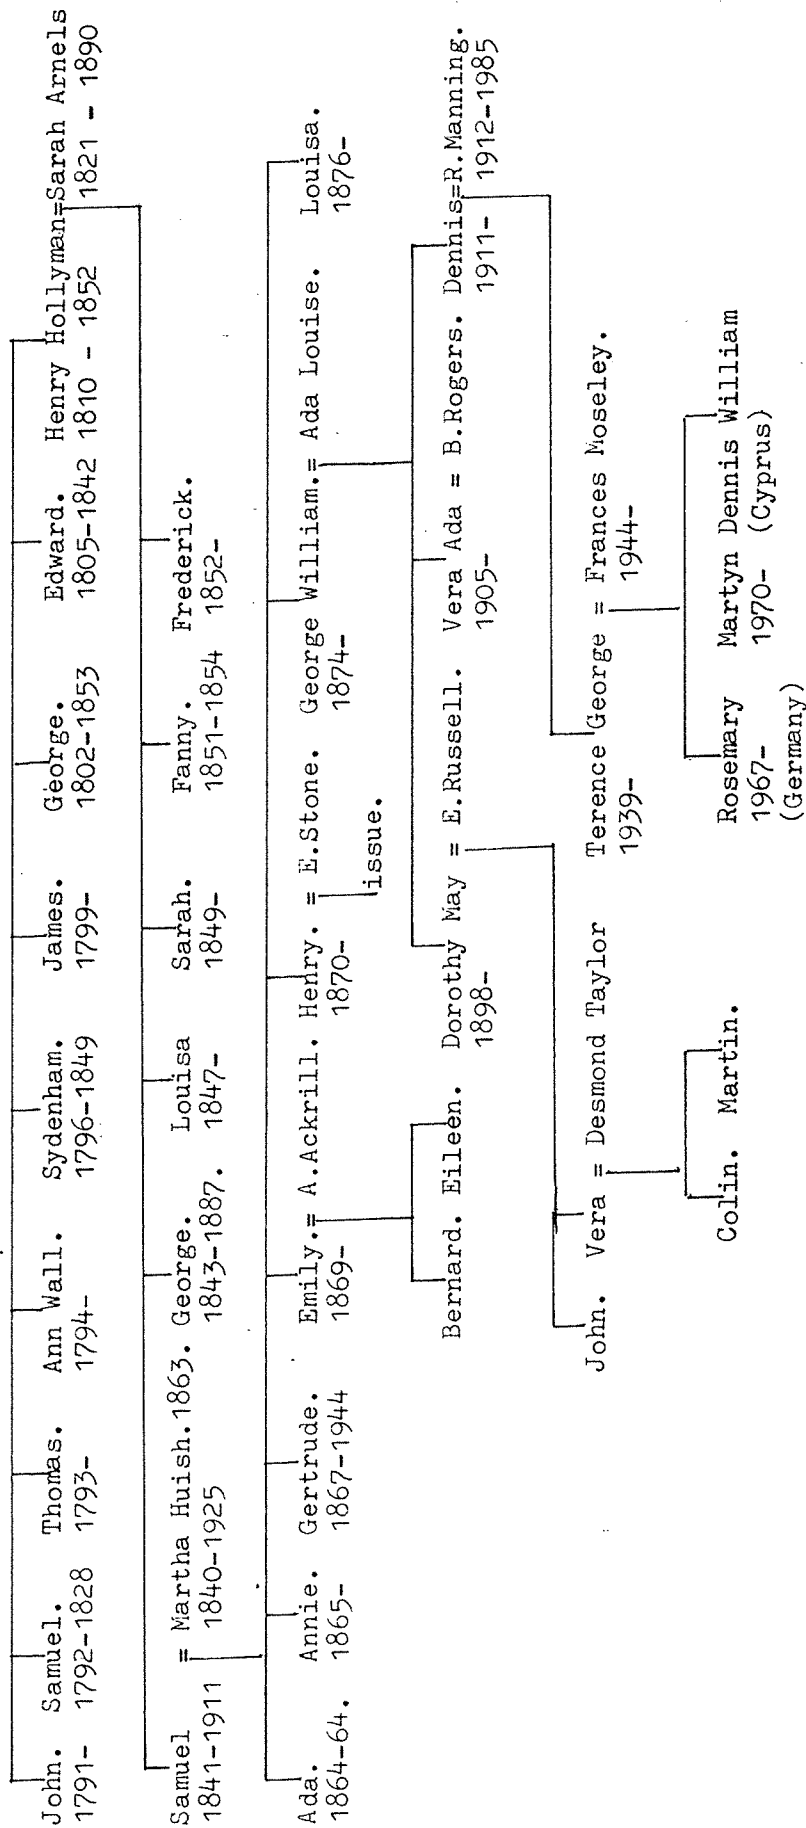 John. Samuel. Thomas. Ann Wall. Sydenham. James. George. Edward. Henry Hollyman=Sarah Arnels
1791- 1792-1828 1793- 1794- 1796-1849 1799- 1802-1853 1805-1842 1810 - 1852 1821 - 1890
Samuel = Martha Huish.1863. George. Louisa Sarah. Fanny. Frederick.
1841-1911 1840-1925 1843-1887. 1847- 1849- 1851-1854 1852-
Ada. Annie. Gertrude. Emily.= A.Ackrill. Henry. = E.Stone. George William.= Ada Louise. Louisa.
1864-64. 1865- 1867-1944 1869- 1870- 1874- 1876-
issue.
Bernard. Eileen. Dorothy May = E.Russell. Vera Ada = B.Rogers. Dennis=R.Manning.
1898- 1905- 1911- 1912-1985
John. Vera = Desmond Taylor Terence George = Frances Moseley.
1939- 1944-
Colin. Martin. Rosemary Martyn Dennis William
1967- 1970- (Cyprus)
(Germany)